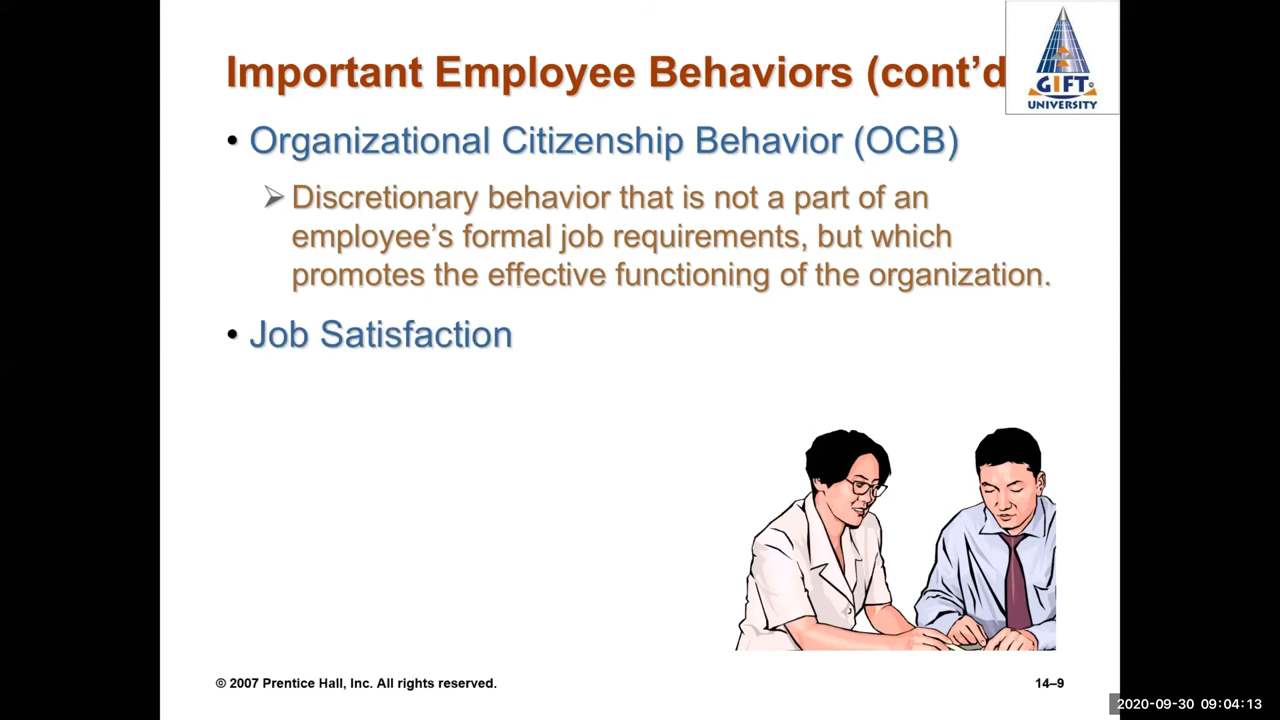 Important Employee Behaviors (cont’d
GIFT
UNIVERSITY
• Organizational Citizenship Behavior (OCB)
➢ Discretionary behavior that is not a part of an
employee’s formal job requirements, but which
promotes the effective functioning of the organization.
• Job Satisfaction
© 2007 Prentice Hall, Inc. All rights reserved.
14–9
2020-09-30 09:04:13